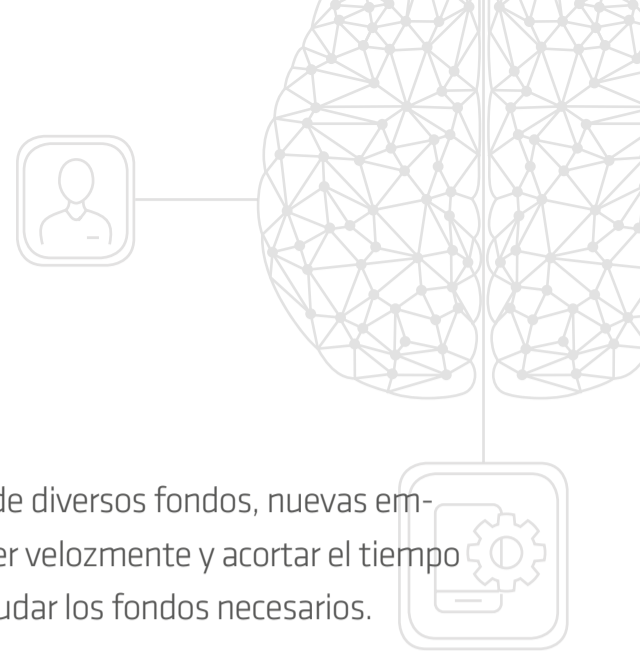 de diversos fondos, nuevas em-
er velozmente y acortar el tiempo
udar los fondos necesarios.